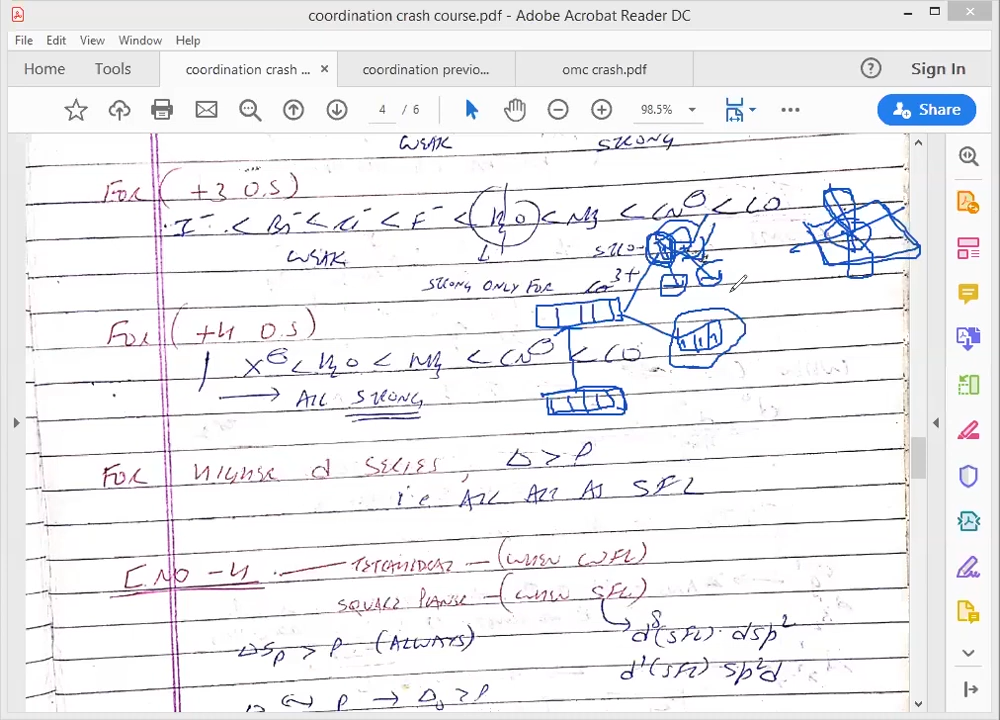 coordination crash course.pdf - Adobe Acrobat Reader DC
File Edit View Window Help
Home Tools coordination crash ... × coordination previo... omc crash.pdf Sign In
4 / 6 98.5% Share
WEAK STRONG
FOR (+3 O.S)
I⁻ < Br⁻ < Cl⁻ < F⁻ < H₂O < NH₃ < CN⊖ < CO
WEAK
STRONG ONLY FOR Co³⁺
FOR (+4 O.S)
X⊖ < H₂O < NH₃ < CN⊖ < CO
→ ALL STRONG
FOR HIGHER d SERIES, Δ > P
i.e ALL ACT AS SFL
C.NO - 4 TETRAHEDRAL - (WHEN WFL)
SQUARE PLANAR - (WHEN SFL)
ΔSp > P (ALWAYS) d⁸(SFL) dsp²
(SFL) sp²d